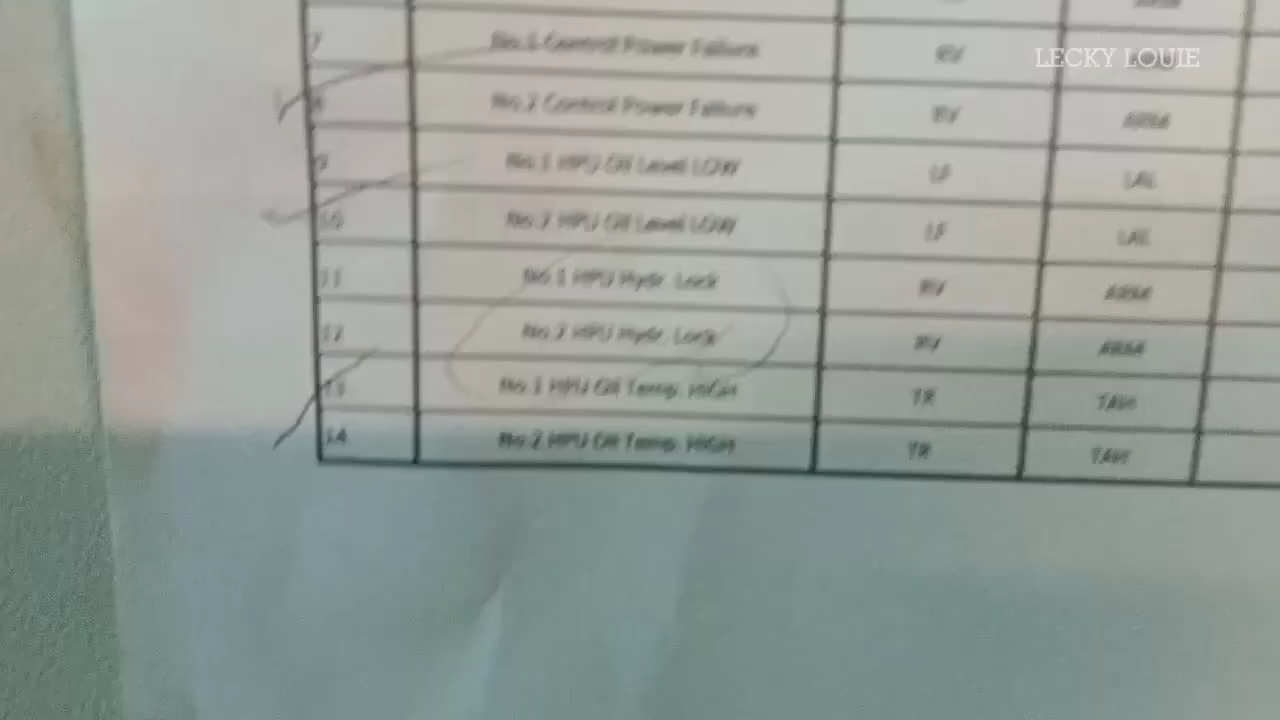 LECKY LOUIE
7 No.1 Control Power Failure RV
8 No.2 Control Power Failure RV ARM
9 No.1 HPU Oil Level LOW LF LAL
10 No.2 HPU Oil Level LOW LF LAL
11 No.1 HPU Hydr. Lock RV ARM
12 No.2 HPU Hydr. Lock RV ARM
13 No.1 HPU Oil Temp. HIGH TR TAH
14 No.2 HPU Oil Temp. HIGH TR TAH